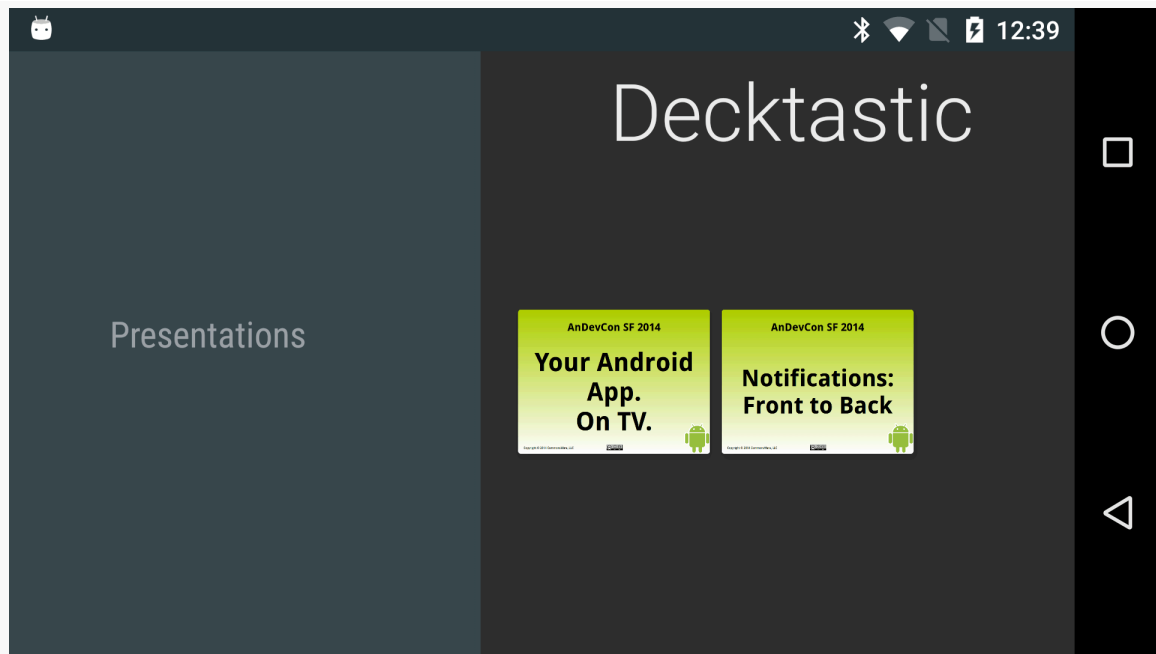 12:39
Decktastic
Presentations
AnDevCon SF 2014
Your Android
App.
On TV.
AnDevCon SF 2014
Notifications:
Front to Back